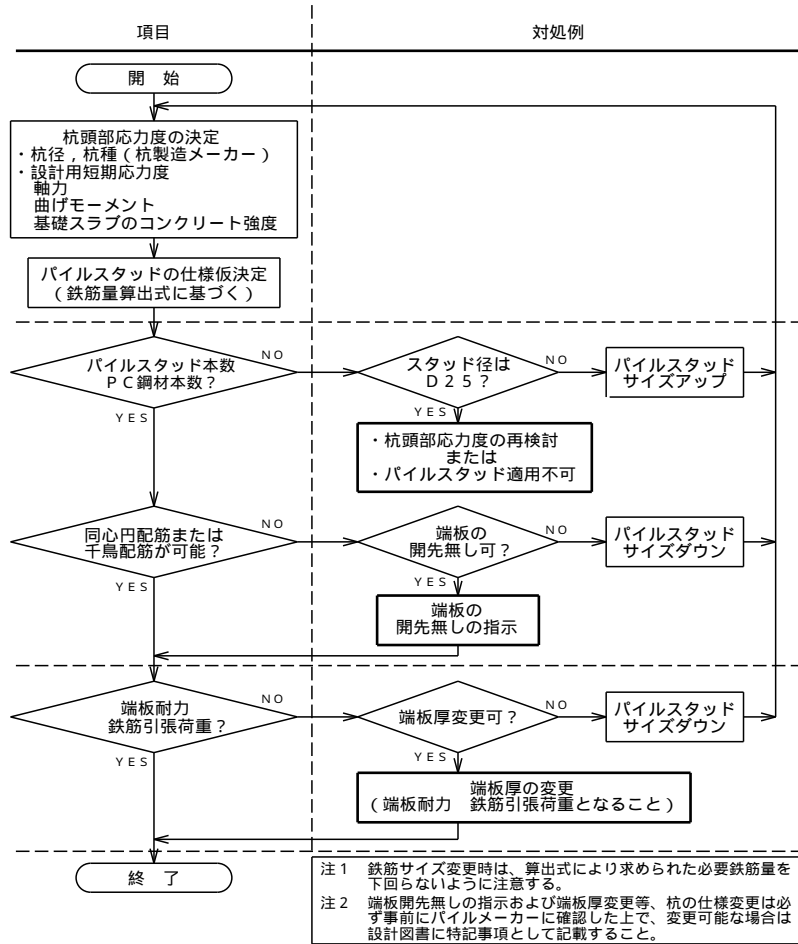 項目
対処例
開　始
杭頭部応力度の決定
・杭径，杭種（杭製造メーカー）
・設計用短期応力度
軸力
曲げモーメント
基礎スラブのコンクリート強度
パイルスタッドの仕様仮決定
（鉄筋量算出式に基づく）
パイルスタッド本数
ＰＣ鋼材本数？
NO
YES
スタッド径は
Ｄ２５？
NO
YES
パイルスタッド
サイズアップ
・杭頭部応力度の再検討
または
・パイルスタッド適用不可
同心円配筋または
千鳥配筋が可能？
NO
YES
端板の
開先無し可？
NO
YES
パイルスタッド
サイズダウン
端板の
開先無しの指示
端板耐力
鉄筋引張荷重？
NO
YES
端板厚変更可？
NO
YES
パイルスタッド
サイズダウン
端板厚の変更
（端板耐力　鉄筋引張荷重となること）
終　了
注１　鉄筋サイズ変更時は、算出式により求められた必要鉄筋量を
下回らないように注意する。
注２　端板開先無しの指示および端板厚変更等、杭の仕様変更は必
ず事前にパイルメーカーに確認した上で、変更可能な場合は
設計図書に特記事項として記載すること。